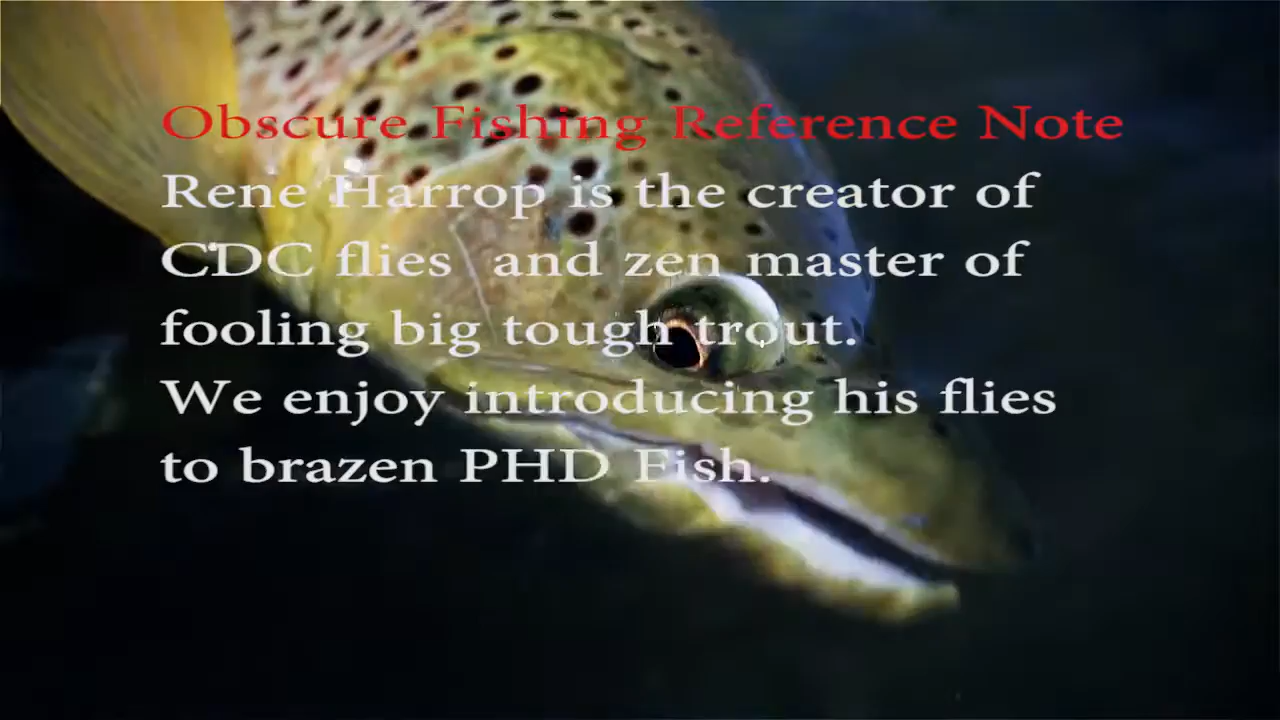 Obscure Fishing Reference Note
Rene Harrop is the creator of
CDC flies and zen master of
fooling big tough trout.
We enjoy introducing his flies
to brazen PHD Fish.